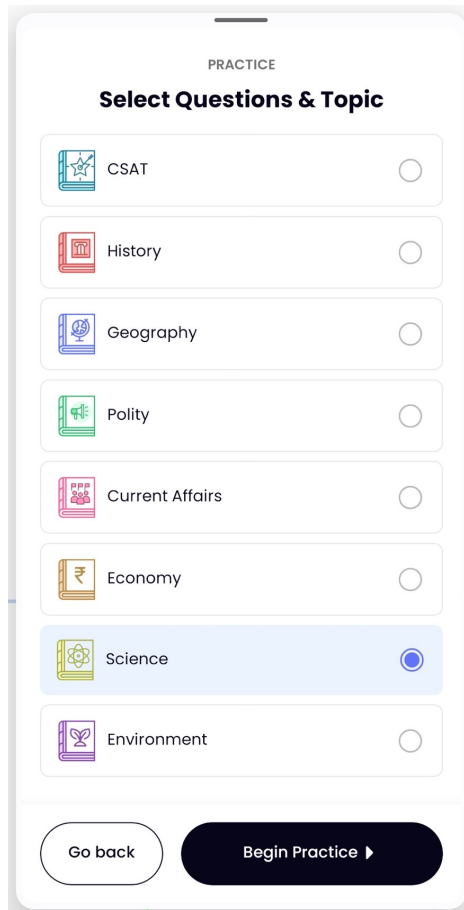 PRACTICE
Select Questions & Topic
CSAT
History
Geography
Polity
Current Affairs
₹
Economy
Science
Environment
Go back
Begin Practice